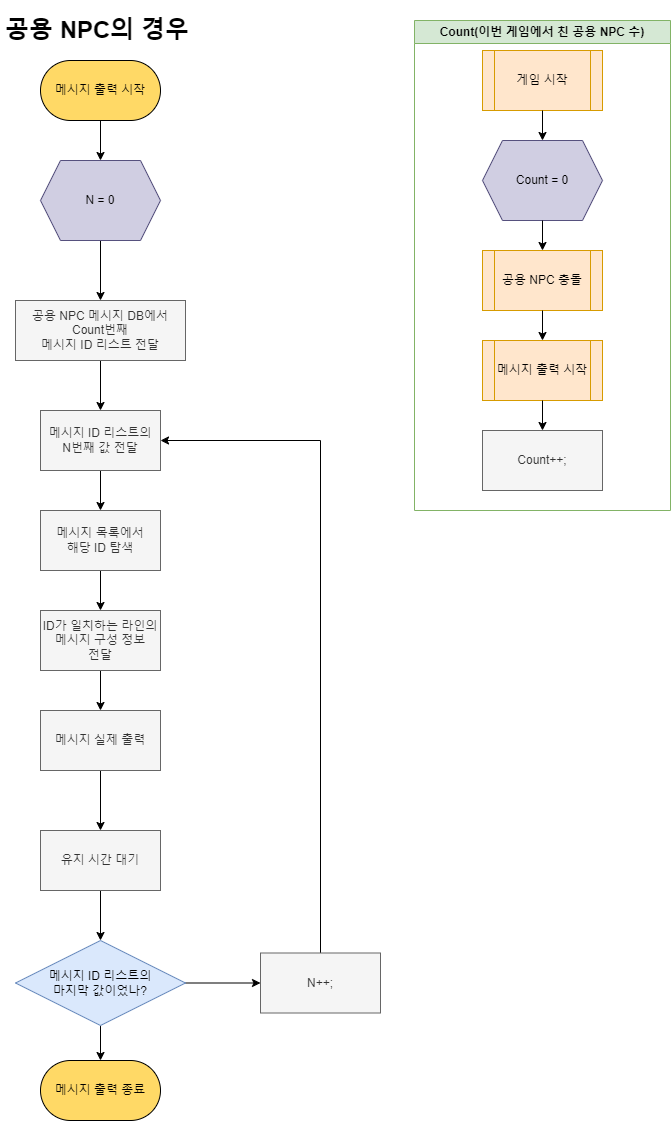 공용 NPC의 경우
메시지 출력 시작
N = 0
공용 NPC 메시지 DB에서
Count번째
메시지 ID 리스트 전달
메시지 ID 리스트의
N번째 값 전달
메시지 목록에서
해당 ID 탐색
ID가 일치하는 라인의
메시지 구성 정보
전달
메시지 실제 출력
유지 시간 대기
메시지 ID 리스트의
마지막 값이었나?
N++;
메시지 출력 종료
Count(이번 게임에서 친 공용 NPC 수)
게임 시작
Count = 0
공용 NPC 충돌
메시지 출력 시작
Count++;